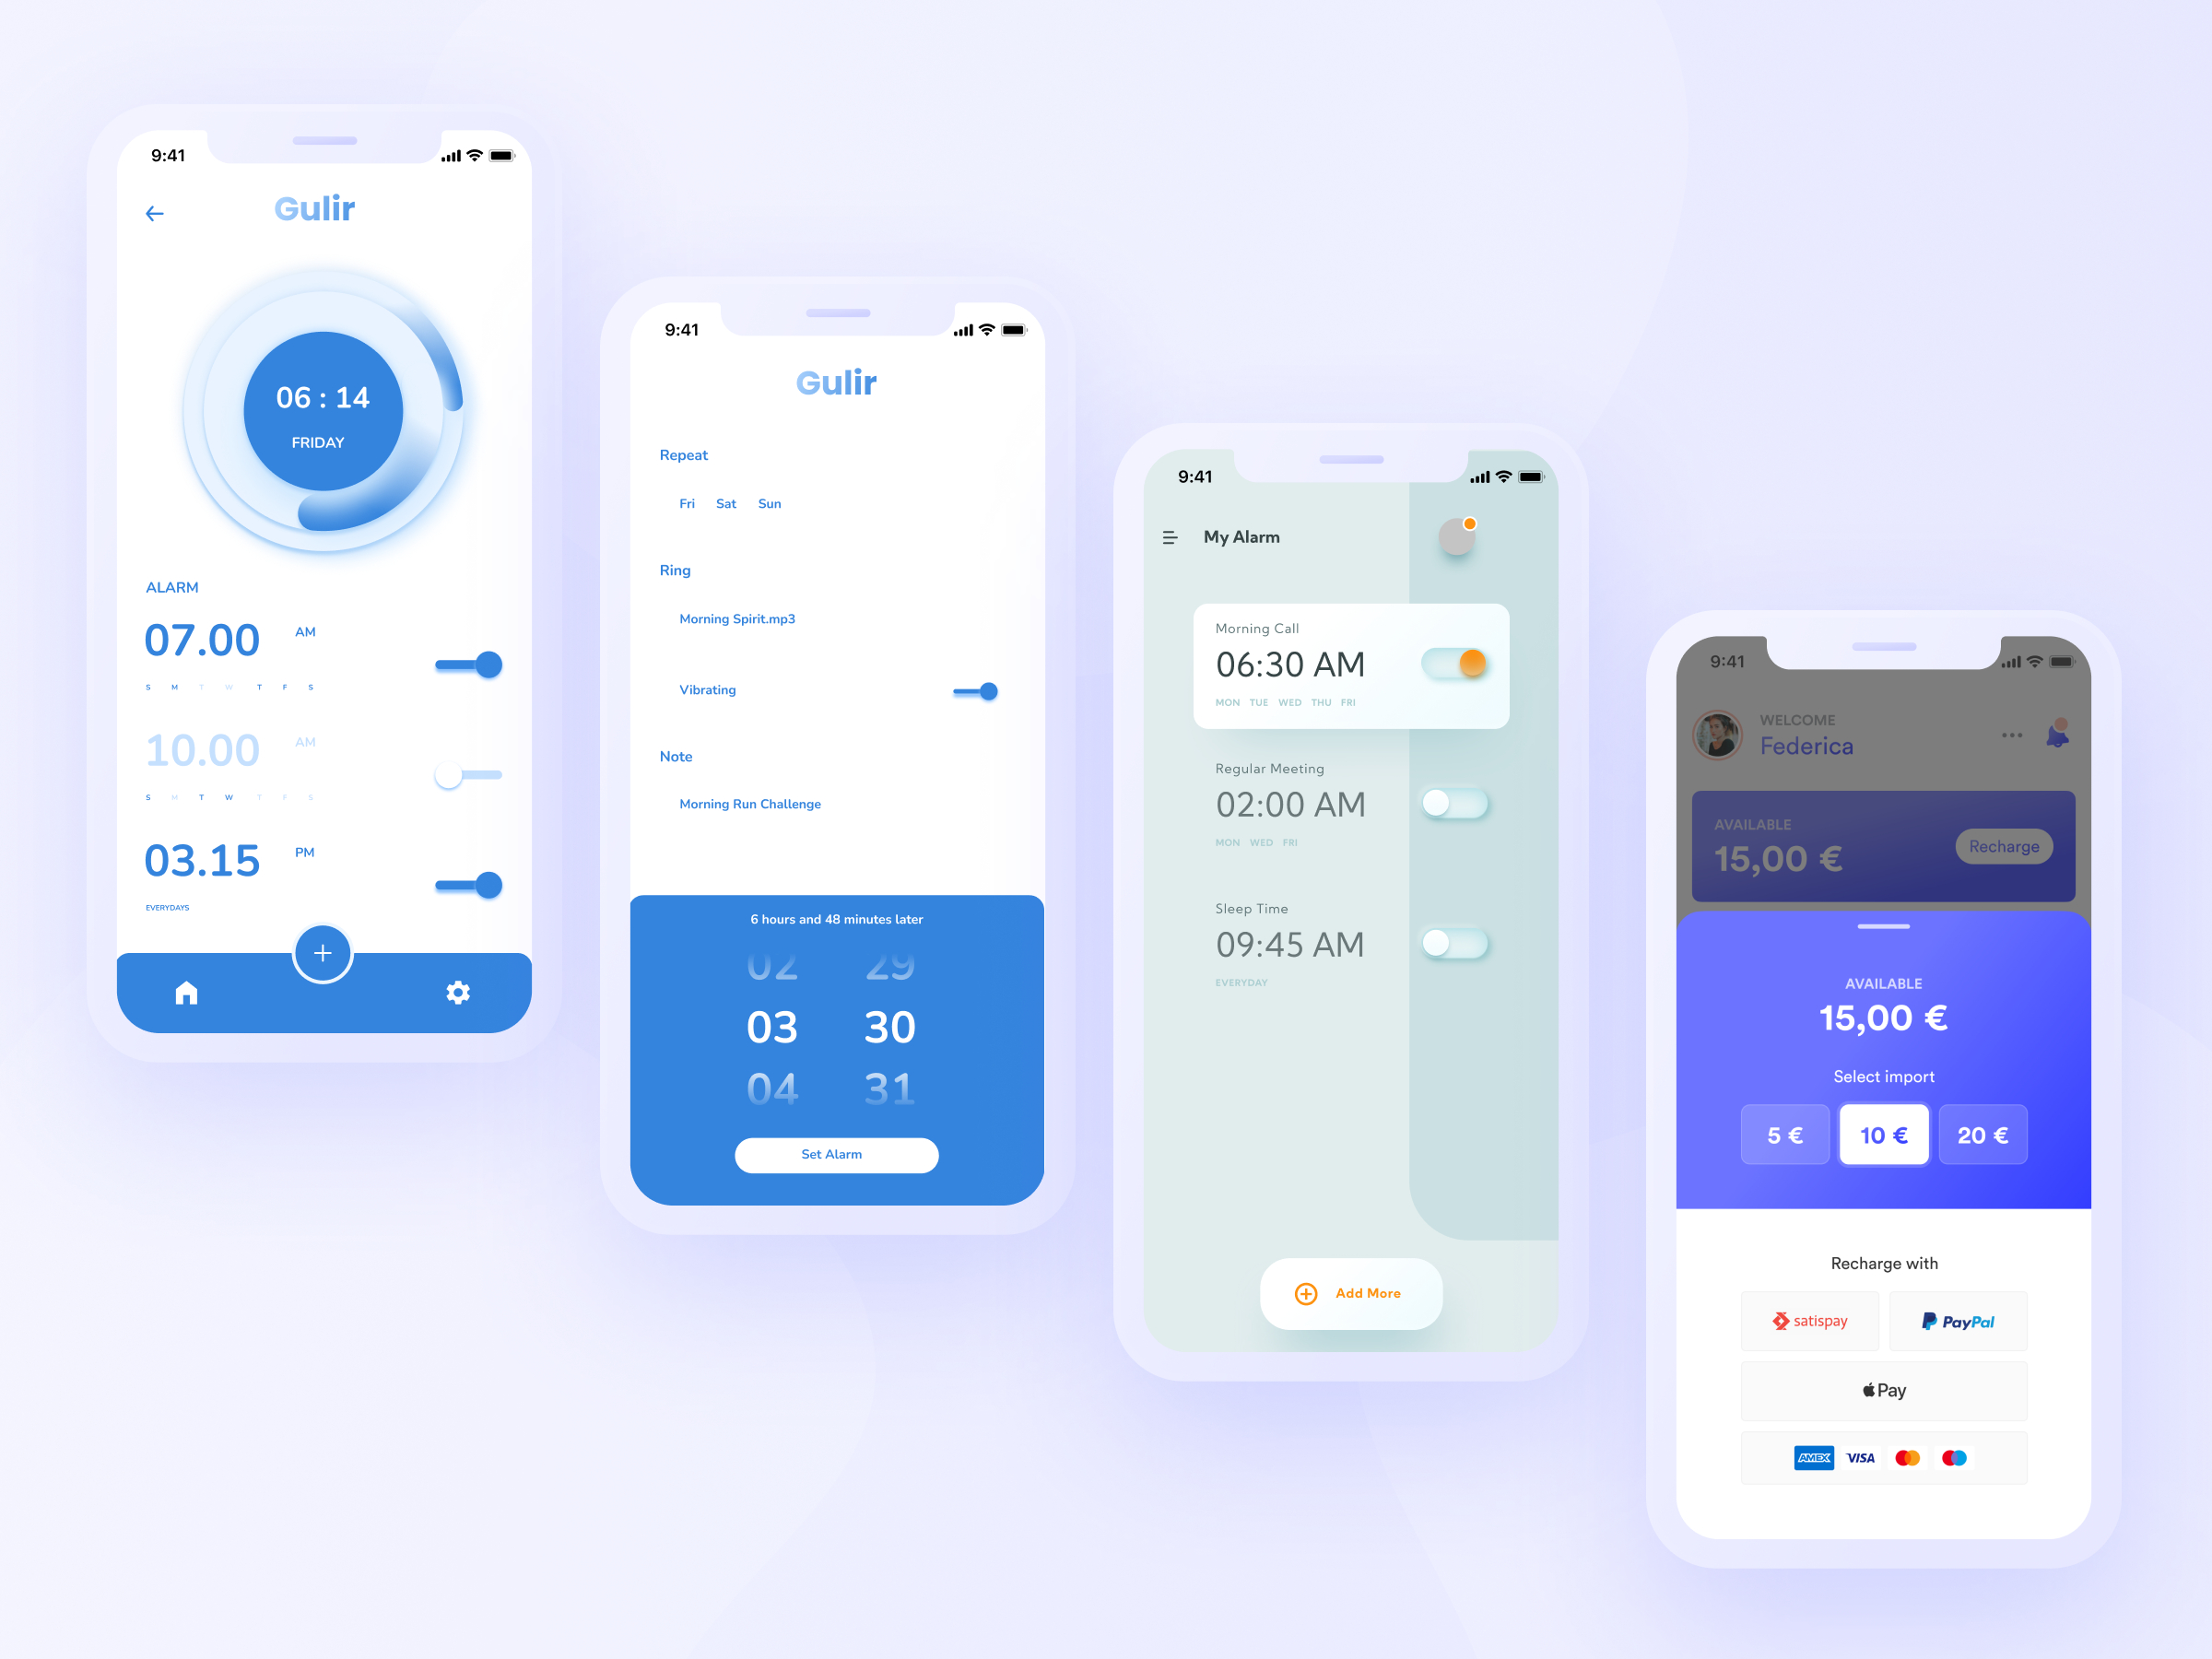 9:41
Gulir
06 : 14
FRIDAY
ALARM
07.00 AM
S M T W T F S
10.00 AM
S M T W T F S
03.15 PM
EVERYDAYS
9:41
Gulir
Repeat
Fri Sat Sun
Ring
Morning Spirit.mp3
Vibrating
Note
Morning Run Challenge
6 hours and 48 minutes later
02 29
03 30
04 31
Set Alarm
9:41
My Alarm
Morning Call
06:30 AM
MON TUE WED THU FRI
Regular Meeting
02:00 AM
MON WED FRI
Sleep Time
09:45 AM
EVERYDAY
Add More
9:41
WELCOME
Federica
AVAILABLE
15,00 €
Recharge
AVAILABLE
15,00 €
Select import
5 € 10 € 20 €
Recharge with
satispay PayPal
Pay
AMEX VISA